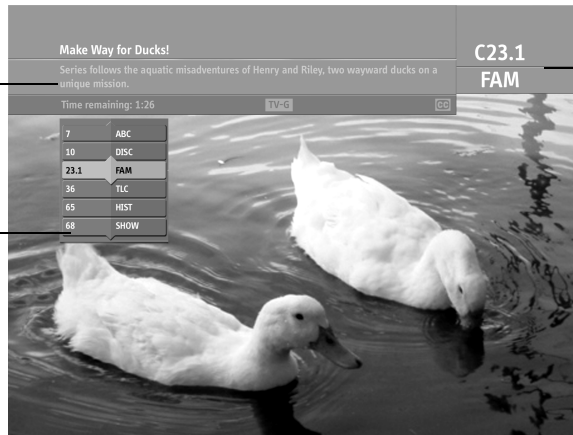 Make Way for Ducks!
Series follows the aquatic misadventures of Henry and Riley, two wayward ducks on a
unique mission.
Time remaining: 1:26 TV-G CC
C23.1
FAM
7 ABC
10 DISC
23.1 FAM
36 TLC
65 HIST
68 SHOW